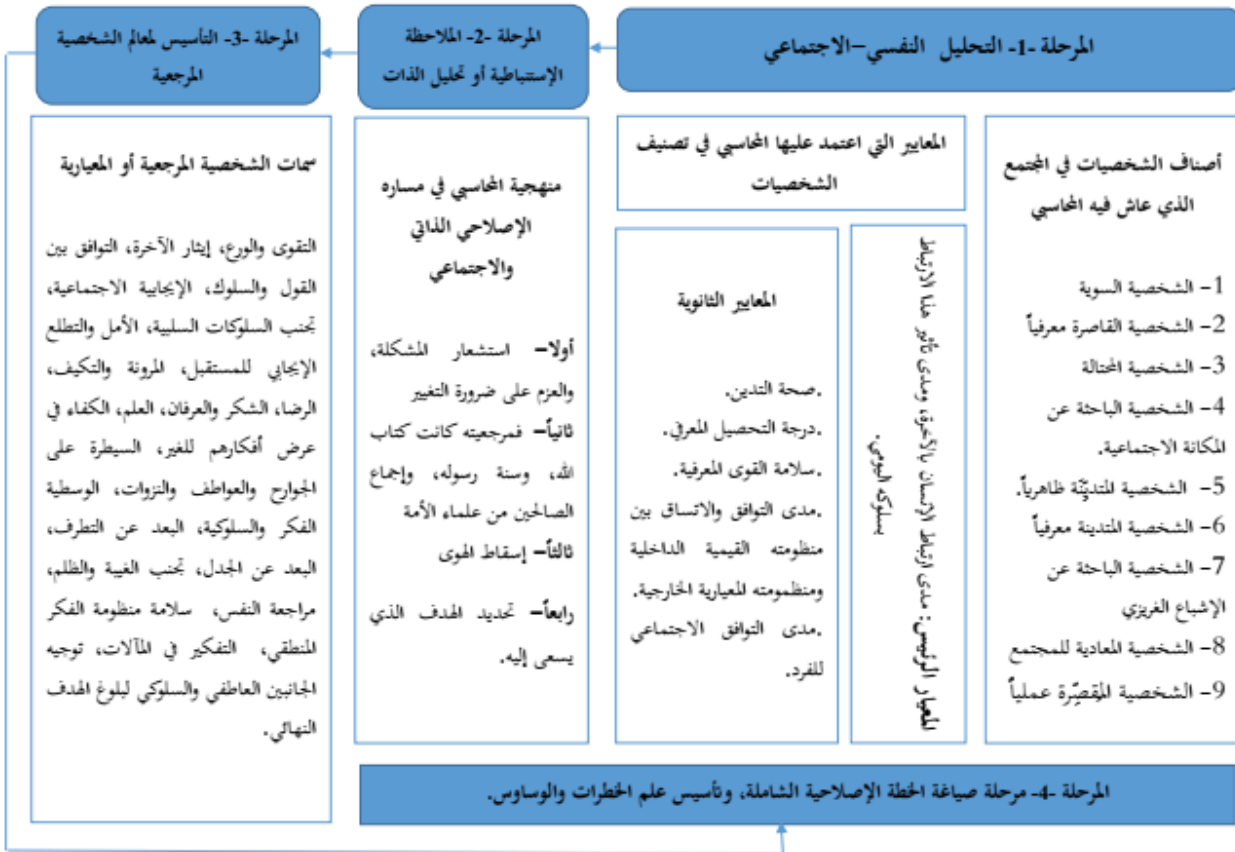 المرحلة -1- التحليل النفسي–الاجتماعي
أصناف الشخصيات في المجتمع
الذي عاش فيه المحاسبي
1- الشخصية السوية
2- الشخصية القاصرة معرفياً
3- الشخصية المحتالة
4- الشخصية الباحثة عن
المكانة الاجتماعية.
5- الشخصية المتديّنة ظاهرياً.
6- الشخصية المتدينة معرفياً
7- الشخصية الباحثة عن
الإشباع الغريزي
8- الشخصية المعادية للمجتمع
9- الشخصية المقصّرة عملياً
المعايير التي اعتمد عليها المحاسبي في تصنيف
الشخصيات
المعيار الرئيس: مدى ارتباط الإنسان بالآخرة، ومدى تأثير هذا الارتباط
بسلوكه اليومي.
المعايير الثانوية
.صحة التدين.
.درجة التحصيل المعرفي.
.سلامة القوى المعرفية.
.مدى التوافق والاتساق بين
منظومته القيمية الداخلية
ومنظمومته المعيارية الخارجية.
.مدى التوافق الاجتماعي
للفرد.
المرحلة -2- الملاحظة
الإستنباطية أو تحليل الذات
منهجية المحاسبي في مساره
الإصلاحي الذاتي
والاجتماعي
أولا– استشعار المشكلة،
والعزم على ضرورة التغيير
ثانياً– فمرجعيته كانت كتاب
الله، وسنة رسوله، وإجماع
الصالحين من علماء الأمة
ثالثاً– إسقاط الهوى
رابعاً– تحديد الهدف الذي
يسعى إليه.
المرحلة -3- التأسيس لمعالم الشخصية
المرجعية
سمات الشخصية المرجعية أو المعيارية
التقوى والورع، إيثار الآخرة، التوافق بين
القول والسلوك، الإيجابية الاجتماعية،
تجنب السلوكات السلبية، الأمل والتطلع
الإيجابي للمستقبل، المرونة والتكيف،
الرضا، الشكر والعرفان، العلم، الكفاء في
عرض أفكارهم للغير، السيطرة على
الجوارح والعواطف والنزوات، الوسطية
الفكر والسلوكية، البعد عن التطرف،
البعد عن الجدل، تجنب الغيبة والظلم،
مراجعة النفس، سلامة منظومة الفكر
المنطقي، التفكير في المآلات، توجيه
الجانبين العاطفي والسلوكي لبلوغ الهدف
النهائي.
المرحلة -4- مرحلة صياغة الخطة الإصلاحية الشاملة، وتأسيس علم الخطرات والوساوس.